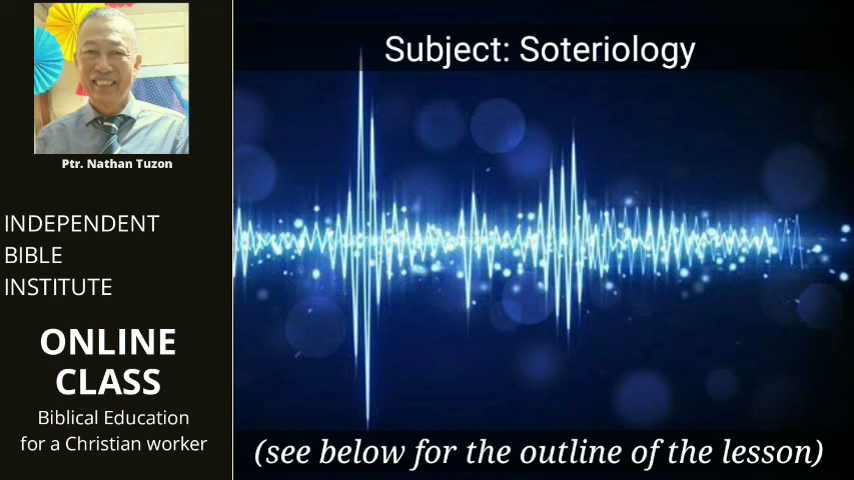 Ptr. Nathan Tuzon
INDEPENDENT
BIBLE
INSTITUTE
ONLINE
CLASS
Biblical Education
for a Christian worker
Subject: Soteriology
(see below for the outline of the lesson)